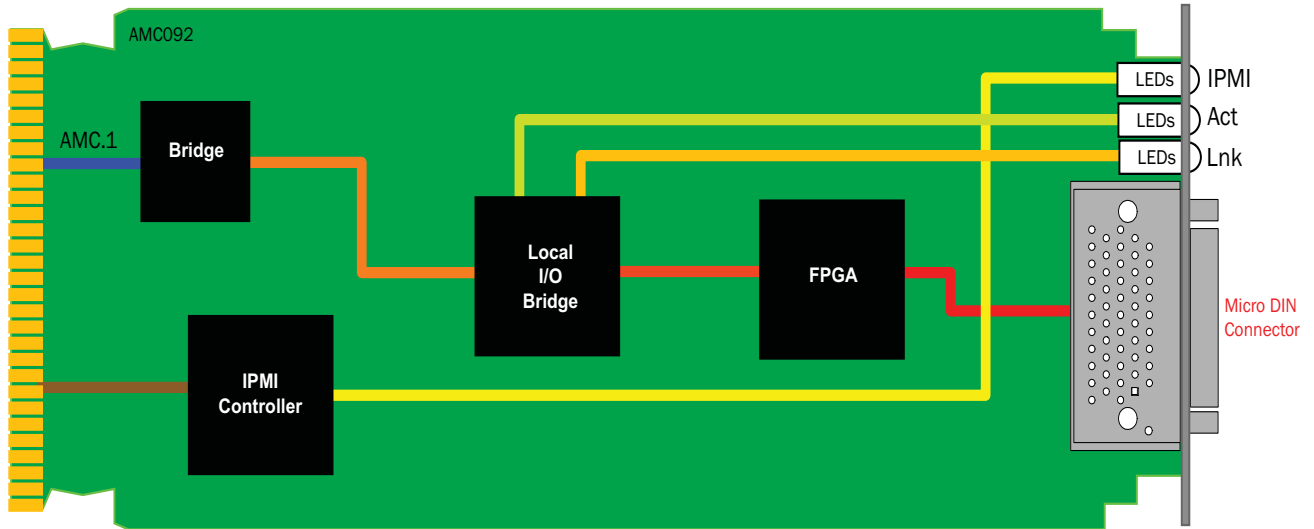 AMC092
LEDs
IPMI
LEDs
Act
LEDs
Lnk
AMC.1
Bridge
Local
I/O
Bridge
FPGA
Micro DIN
Connector
IPMI
Controller